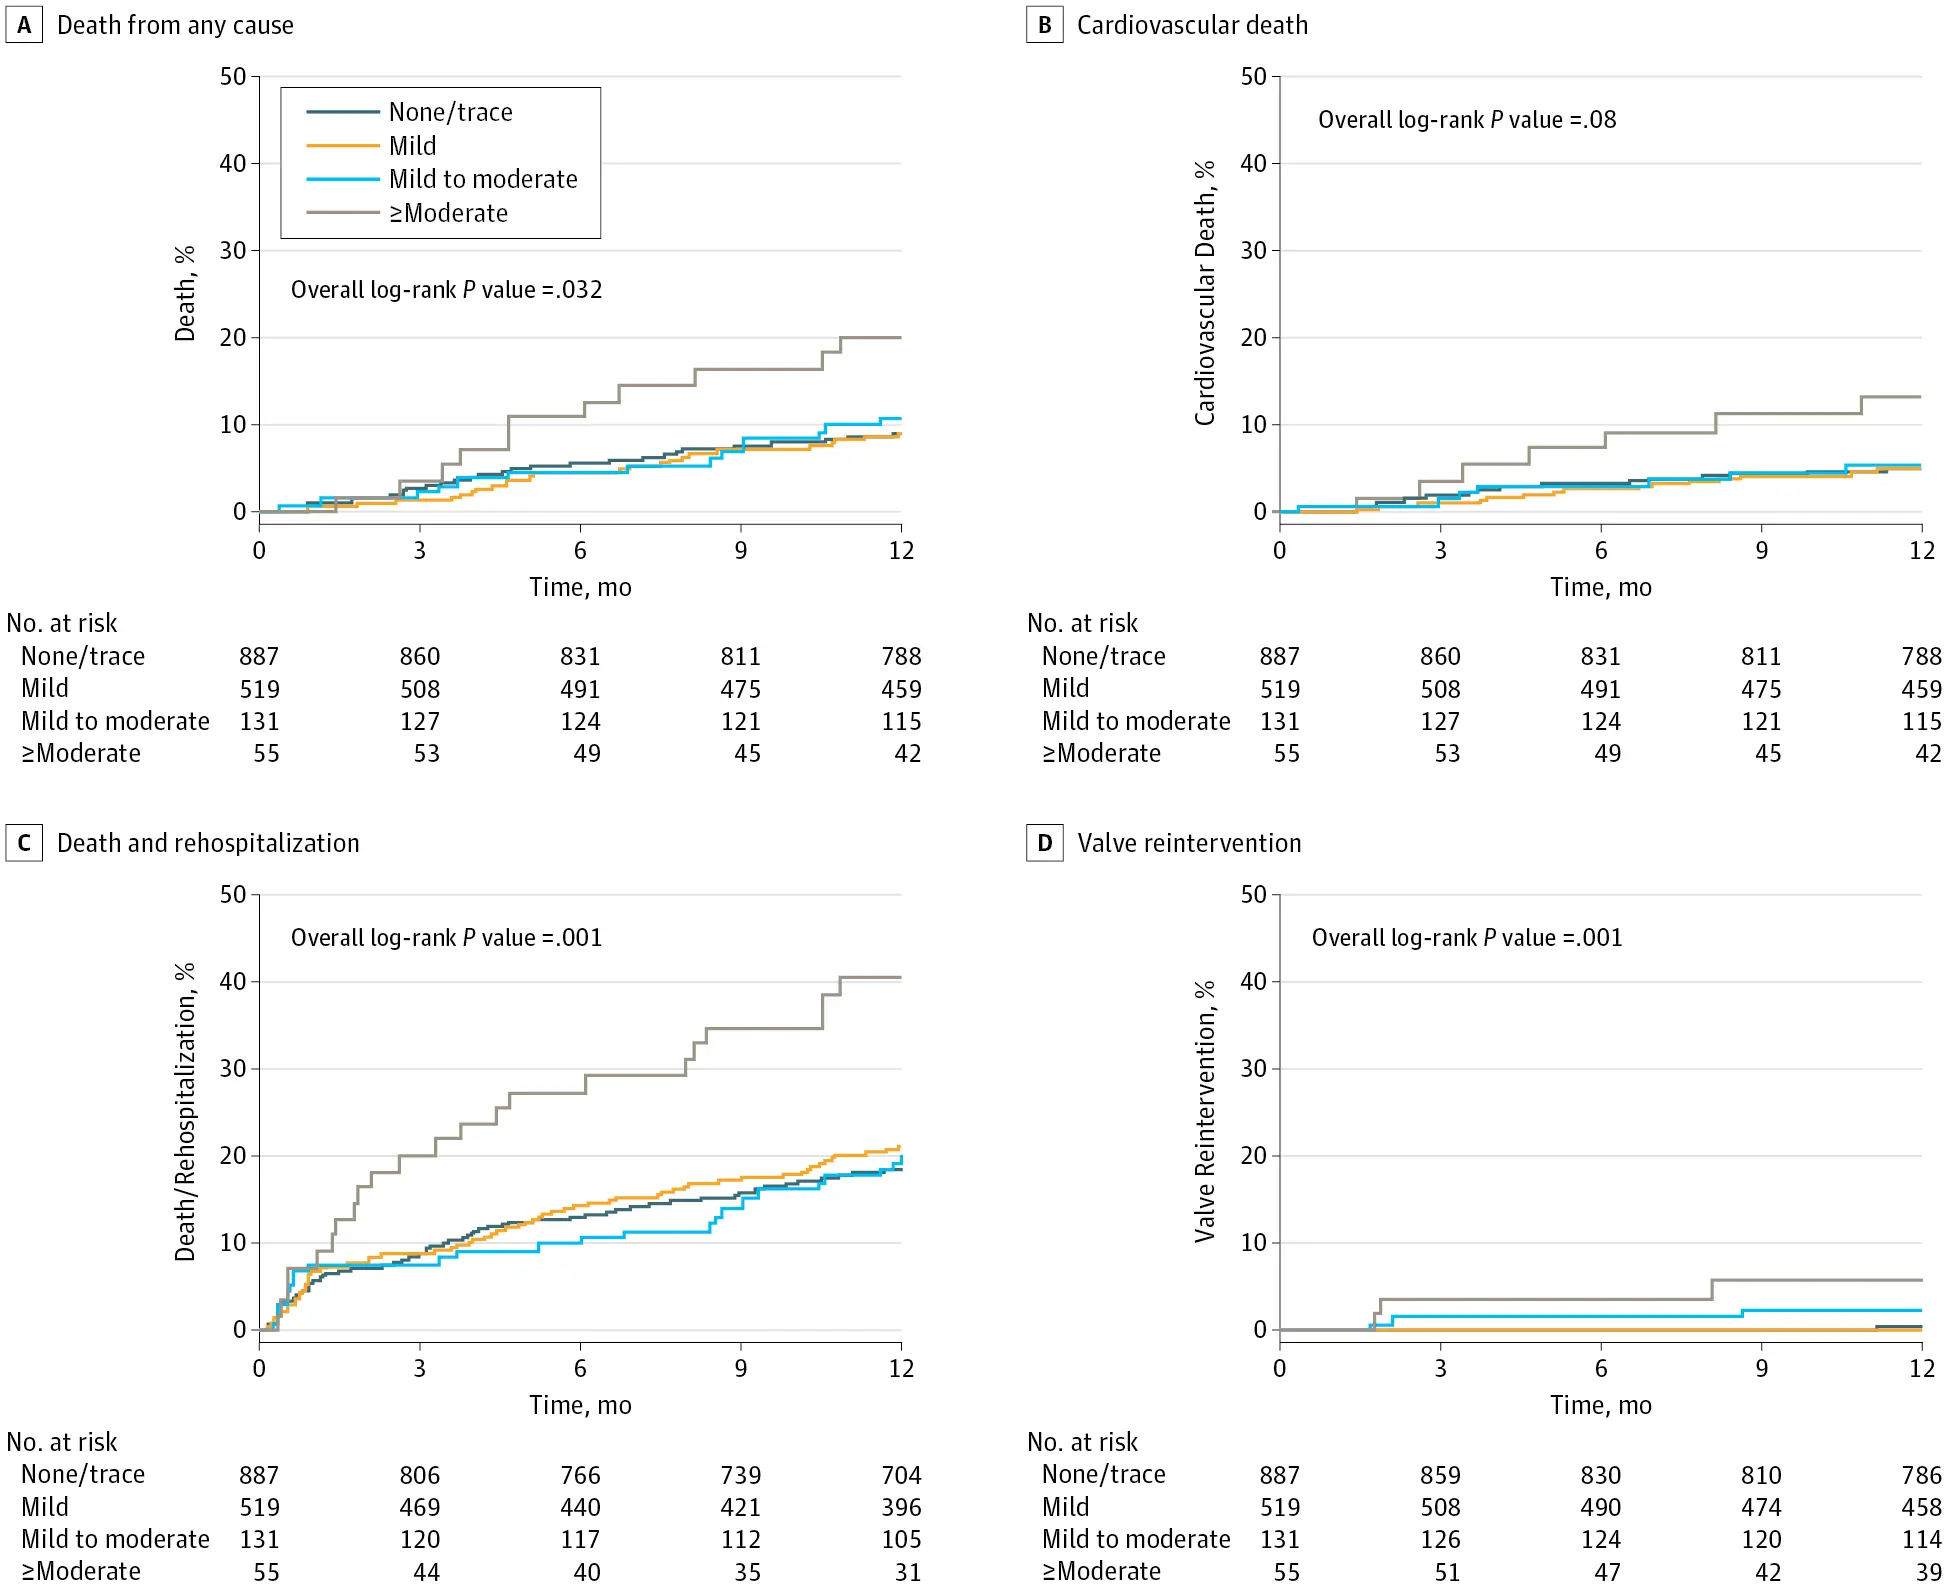 A Death from any cause
50
40
30
20
10
0
Death, %
None/trace
Mild
Mild to moderate
≥Moderate
Overall log-rank P value =.032
0 3 6 9 12
Time, mo
No. at risk
None/trace 887 860 831 811 788
Mild 519 508 491 475 459
Mild to moderate 131 127 124 121 115
≥Moderate 55 53 49 45 42
B Cardiovascular death
50
40
30
20
10
0
Cardiovascular Death, %
Overall log-rank P value =.08
0 3 6 9 12
Time, mo
No. at risk
None/trace 887 860 831 811 788
Mild 519 508 491 475 459
Mild to moderate 131 127 124 121 115
≥Moderate 55 53 49 45 42
C Death and rehospitalization
50
40
30
20
10
0
Death/Rehospitalization, %
Overall log-rank P value =.001
0 3 6 9 12
Time, mo
No. at risk
None/trace 887 806 766 739 704
Mild 519 469 440 421 396
Mild to moderate 131 120 117 112 105
≥Moderate 55 44 40 35 31
D Valve reintervention
50
40
30
20
10
0
Valve Reintervention, %
Overall log-rank P value =.001
0 3 6 9 12
Time, mo
No. at risk
None/trace 887 859 830 810 786
Mild 519 508 490 474 458
Mild to moderate 131 126 124 120 114
≥Moderate 55 51 47 42 39